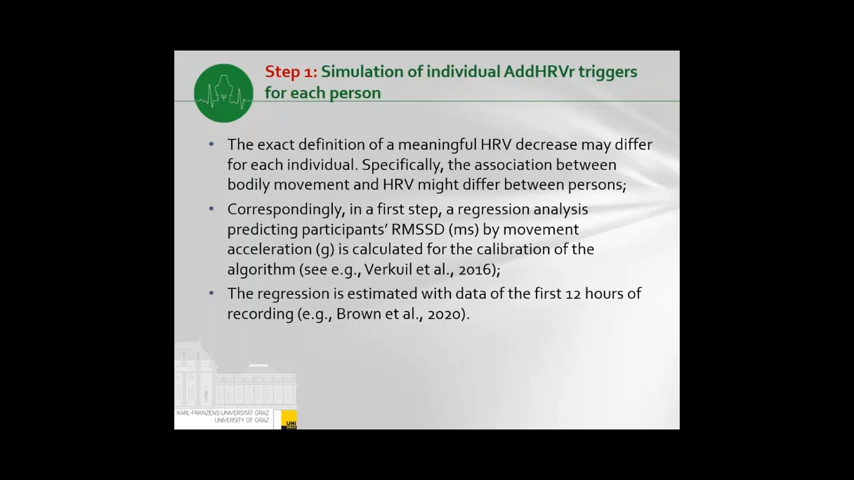 Step 1: Simulation of individual AddHRVr triggers
for each person
• The exact definition of a meaningful HRV decrease may differ
for each individual. Specifically, the association between
bodily movement and HRV might differ between persons;
• Correspondingly, in a first step, a regression analysis
predicting participants' RMSSD (ms) by movement
acceleration (g) is calculated for the calibration of the
algorithm (see e.g., Verkuil et al., 2016);
• The regression is estimated with data of the first 12 hours of
recording (e.g., Brown et al., 2020).
KARL-FRANZENS-UNIVERSITÄT GRAZ
UNIVERSITY OF GRAZ
UNI